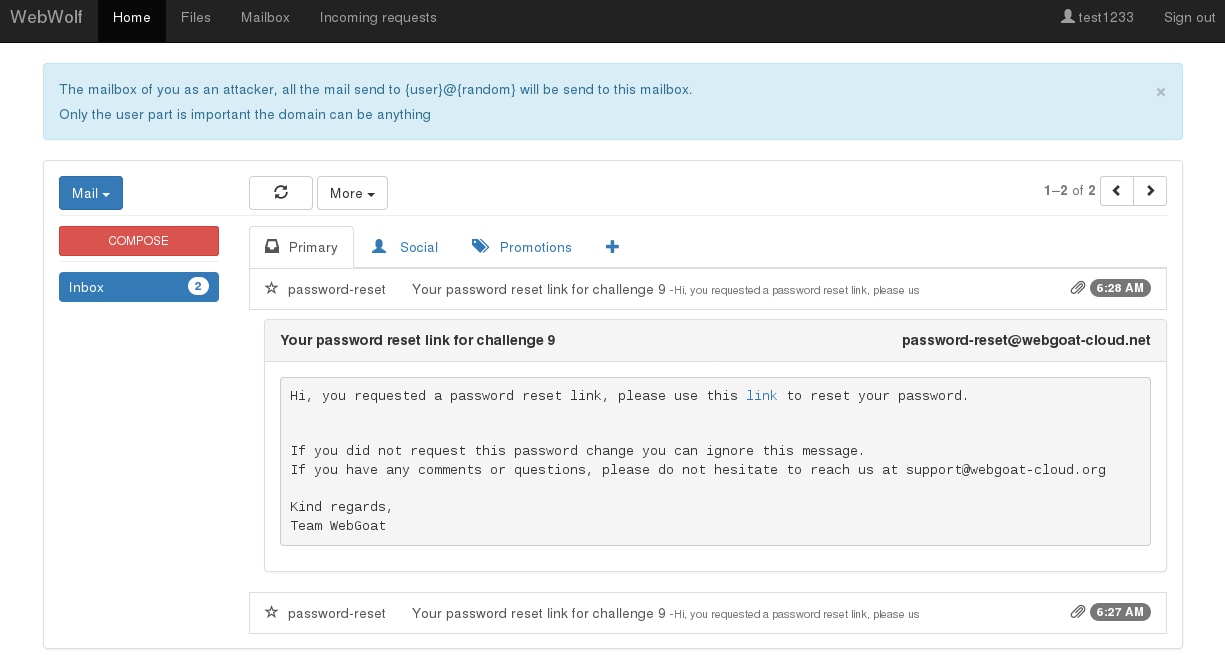 WebWolf Home Files Mailbox Incoming requests test1233 Sign out
The mailbox of you as an attacker, all the mail send to {user}@{random} will be send to this mailbox. ×
Only the user part is important the domain can be anything
Mail More 1–2 of 2
COMPOSE
Primary Social Promotions
Inbox 2
password-reset Your password reset link for challenge 9 -Hi, you requested a password reset link, please us 6:28 AM
Your password reset link for challenge 9 password-reset@webgoat-cloud.net
Hi, you requested a password reset link, please use this link to reset your password.
If you did not request this password change you can ignore this message.
If you have any comments or questions, please do not hesitate to reach us at support@webgoat-cloud.org
Kind regards,
Team WebGoat
password-reset Your password reset link for challenge 9 -Hi, you requested a password reset link, please us 6:27 AM